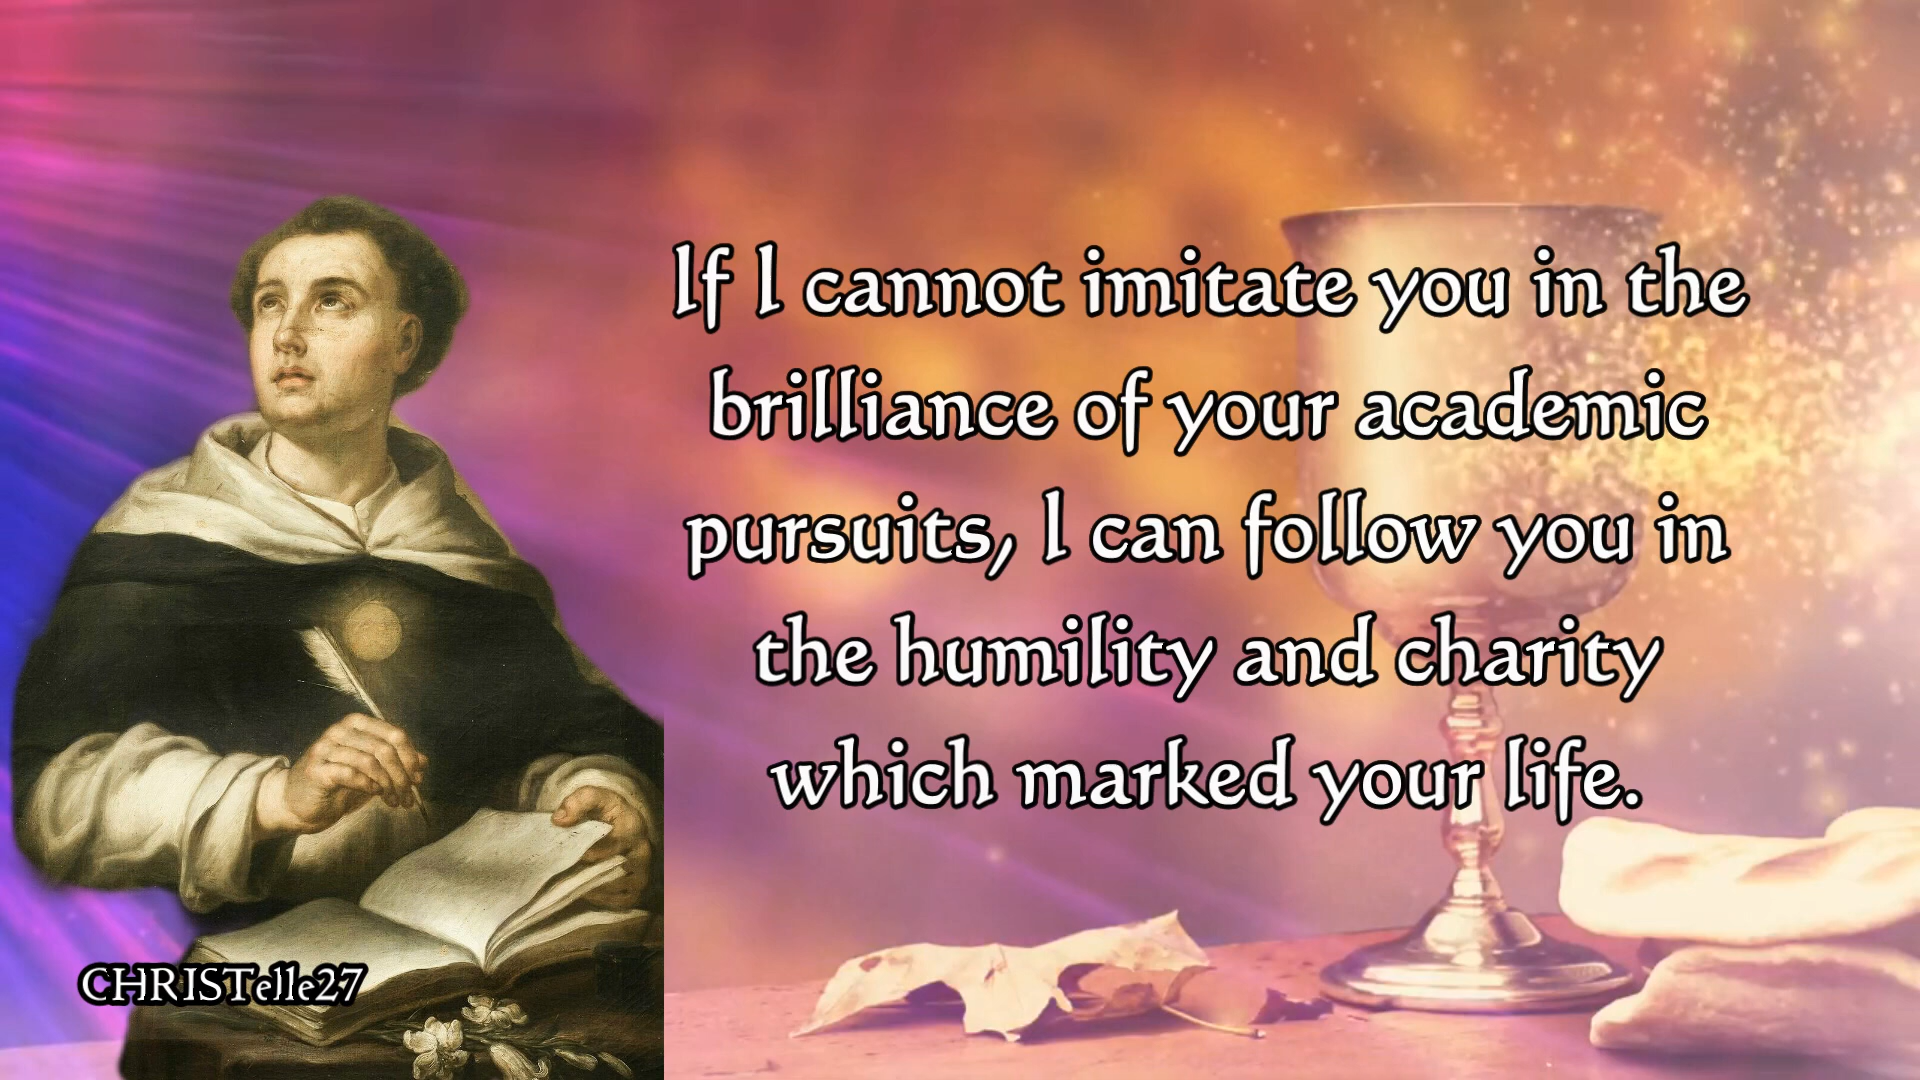 If I cannot imitate you in the
brilliance of your academic
pursuits, I can follow you in
the humility and charity
which marked your life.
CHRISTelle27